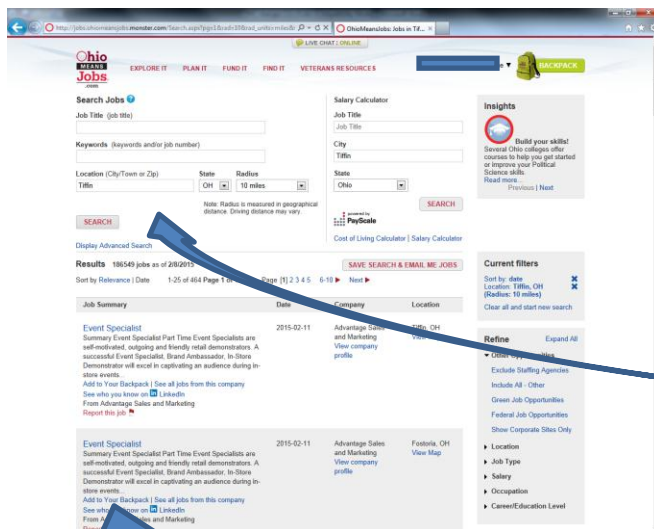 http://jobs.ohiomeansjobs.monster.com/Search.aspx?pg=1&rad=10&rad_units=miles&
OhioMeansJobs: Jobs in Tif...
LIVE CHAT | ONLINE
Ohio
MEANS
Jobs
.com
EXPLORE IT PLAN IT FUND IT FIND IT VETERANS RESOURCES
BACKPACK
Search Jobs
Job Title (job title)
Keywords (keywords and/or job number)
Location (City/Town or Zip) State Radius
Tiffin OH 10 miles
Note: Radius is measured in geographical
distance. Driving distance may vary.
SEARCH
Display Advanced Search
Salary Calculator
Job Title
Job Title
City
Tiffin
State
Ohio
SEARCH
powered by
PayScale
Cost of Living Calculator | Salary Calculator
Insights
Build your skills!
Several Ohio colleges offer
courses to help you get started
or improve your Political
Science skills.
Read more...
Previous | Next
Results 186549 jobs as of 2/8/2015
SAVE SEARCH & EMAIL ME JOBS
Sort by Relevance | Date 1-25 of 464 Page 1 of Page [1] 2 3 4 5 6-10 Next
Job Summary Date Company Location
Event Specialist
Summary Event Specialist Part Time Event Specialists are
self-motivated, outgoing and friendly retail demonstrators. A
successful Event Specialist, Brand Ambassador, In-Store
Demonstrator will excel in captivating an audience during in-
store events...
Add to Your Backpack | See all jobs from this company
See who you know on in LinkedIn
From Advantage Sales and Marketing
Report this job
2015-02-11
Advantage Sales
and Marketing
View company
profile
Tiffin, OH
View
Event Specialist
Summary Event Specialist Part Time Event Specialists are
self-motivated, outgoing and friendly retail demonstrators. A
successful Event Specialist, Brand Ambassador, In-Store
Demonstrator will excel in captivating an audience during in-
store events...
Add to Your Backpack | See all jobs from this company
See who know on in LinkedIn
From Sales and Marketing
2015-02-11
Advantage Sales
and Marketing
View company
profile
Fostoria, OH
View Map
Current filters
Sort by: date
Location: Tiffin, OH
(Radius: 10 miles)
Clear all and start new search
Refine Expand All
Other Opportunities
Exclude Staffing Agencies
Include All - Other
Green Job Opportunities
Federal Job Opportunities
Show Corporate Sites Only
Location
Job Type
Salary
Occupation
Career/Education Level